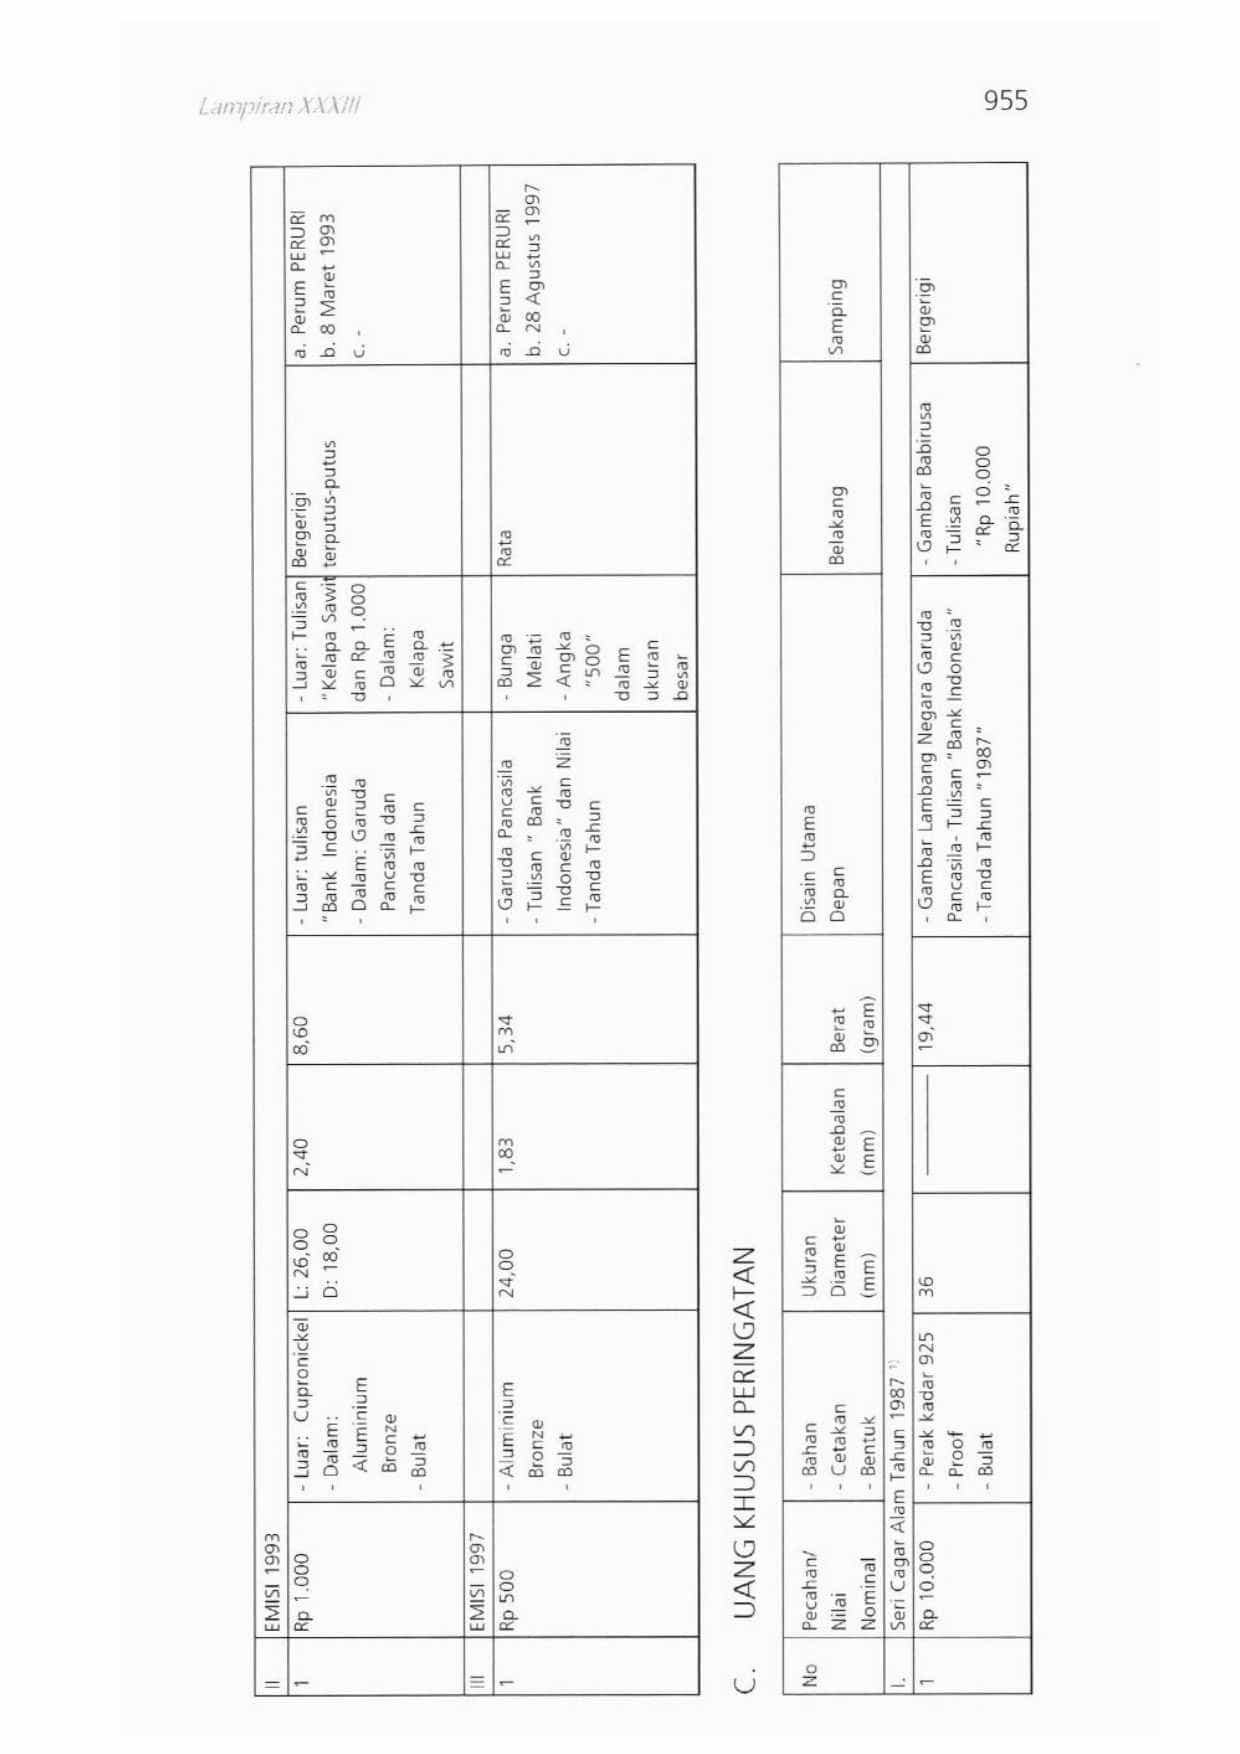 Lampiran XXXIII
955
II
EMISI 1993
1
Rp 1.000
- Luar: Cupronickel
- Dalam:
Aluminium
Bronze
- Bulat
L: 26,00
D: 18,00
2,40
8,60
- Luar: tulisan
"Bank Indonesia
- Dalam: Garuda
Pancasila dan
Tanda Tahun
- Luar: Tulisan
"Kelapa Sawit
dan Rp 1.000
- Dalam:
Kelapa
Sawit
Bergerigi
terputus-putus
a. Perum PERURI
b. 8 Maret 1993
c. -
III
EMISI 1997
1
Rp 500
- Aluminium
Bronze
- Bulat
24,00
1,83
5,34
- Garuda Pancasila
- Tulisan " Bank
Indonesia" dan Nilai
- Tanda Tahun
- Bunga
Melati
- Angka
"500"
dalam
ukuran
besar
Rata
a. Perum PERURI
b. 28 Agustus 1997
c. -
C. UANG KHUSUS PERINGATAN
No
Pecahan/
Nilai
Nominal
- Bahan
- Cetakan
- Bentuk
Ukuran
Diameter
(mm)
Ketebalan
(mm)
Berat
(gram)
Disain Utama
Depan
Belakang
Samping
I.
Seri Cagar Alam Tahun 1987
1
Rp 10.000
- Perak kadar 925
- Proof
- Bulat
36
19,44
- Gambar Lambang Negara Garuda
Pancasila- Tulisan "Bank Indonesia"
- Tanda Tahun "1987"
- Gambar Babirusa
- Tulisan
"Rp 10.000
Rupiah"
Bergerigi